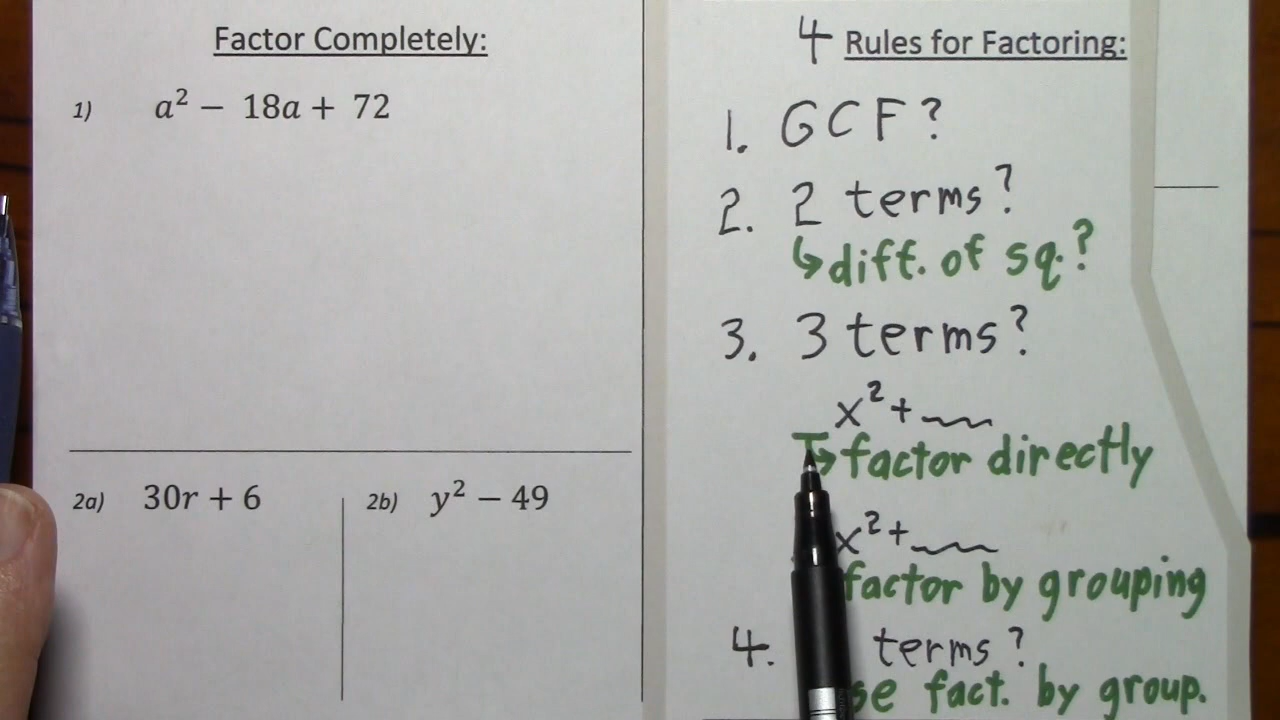 Factor Completely:
1) a² − 18a + 72
2a) 30r + 6
2b) y² − 49
4 Rules for Factoring:
1. GCF?
2. 2 terms?
↳ diff. of sq.?
3. 3 terms?
x² +
↳ factor directly
x² +
factor by grouping
4. terms?
fact. by group.